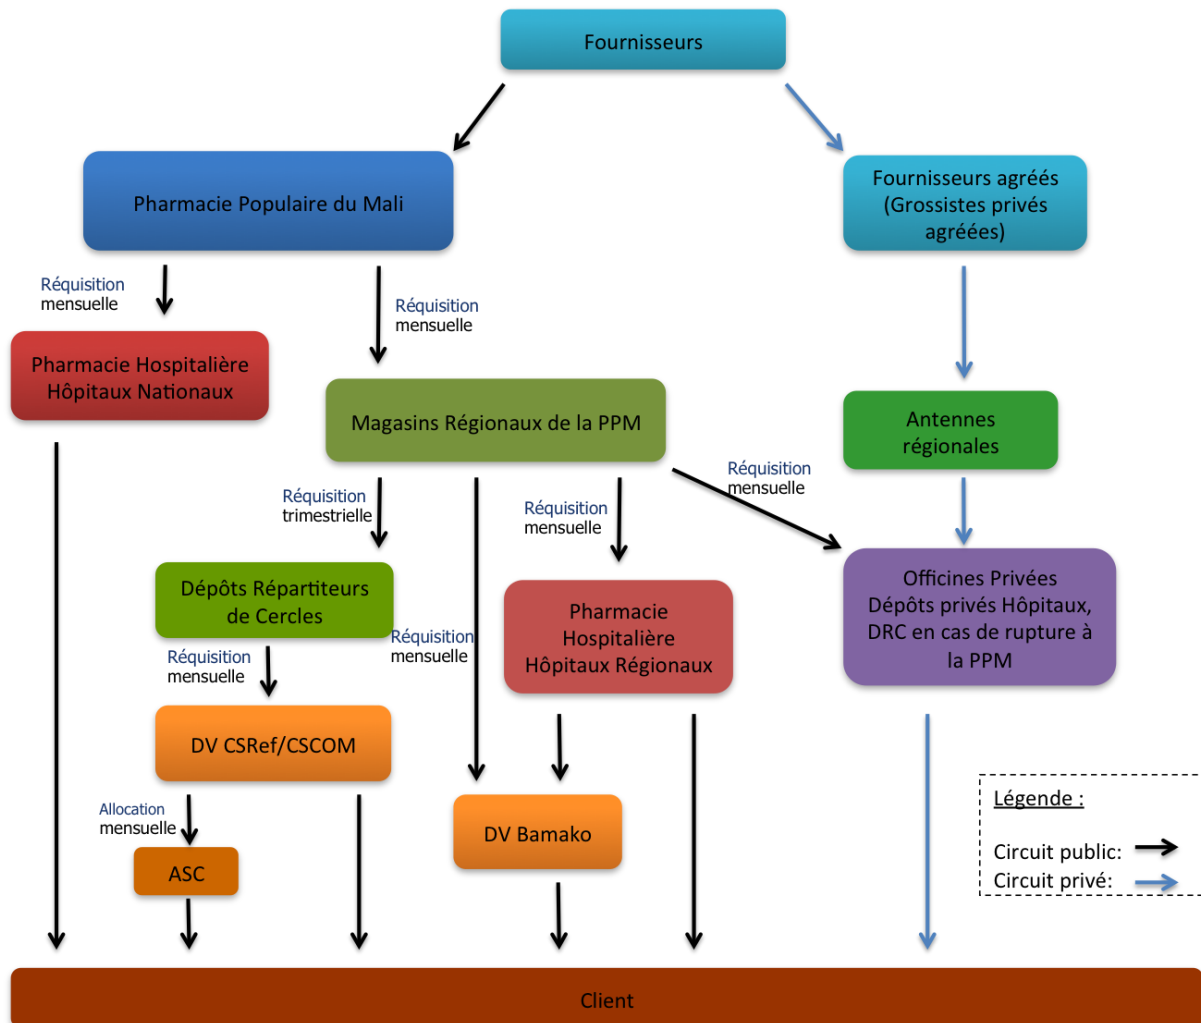 Fournisseurs
Pharmacie Populaire du Mali
Fournisseurs agréés
(Grossistes privés
agréées)
Réquisition
mensuelle
Réquisition
mensuelle
Pharmacie Hospitalière
Hôpitaux Nationaux
Magasins Régionaux de la PPM
Antennes
régionales
Réquisition
trimestrielle
Réquisition
mensuelle
Réquisition
mensuelle
Dépôts Répartiteurs
de Cercles
Pharmacie
Hospitalière
Hôpitaux Régionaux
Officines Privées
Dépôts privés Hôpitaux,
DRC en cas de rupture à
la PPM
Réquisition
mensuelle
Réquisition
mensuelle
DV CSRef/CSCOM
Allocation
mensuelle
DV Bamako
ASC
Légende :
Circuit public:
Circuit privé:
Client